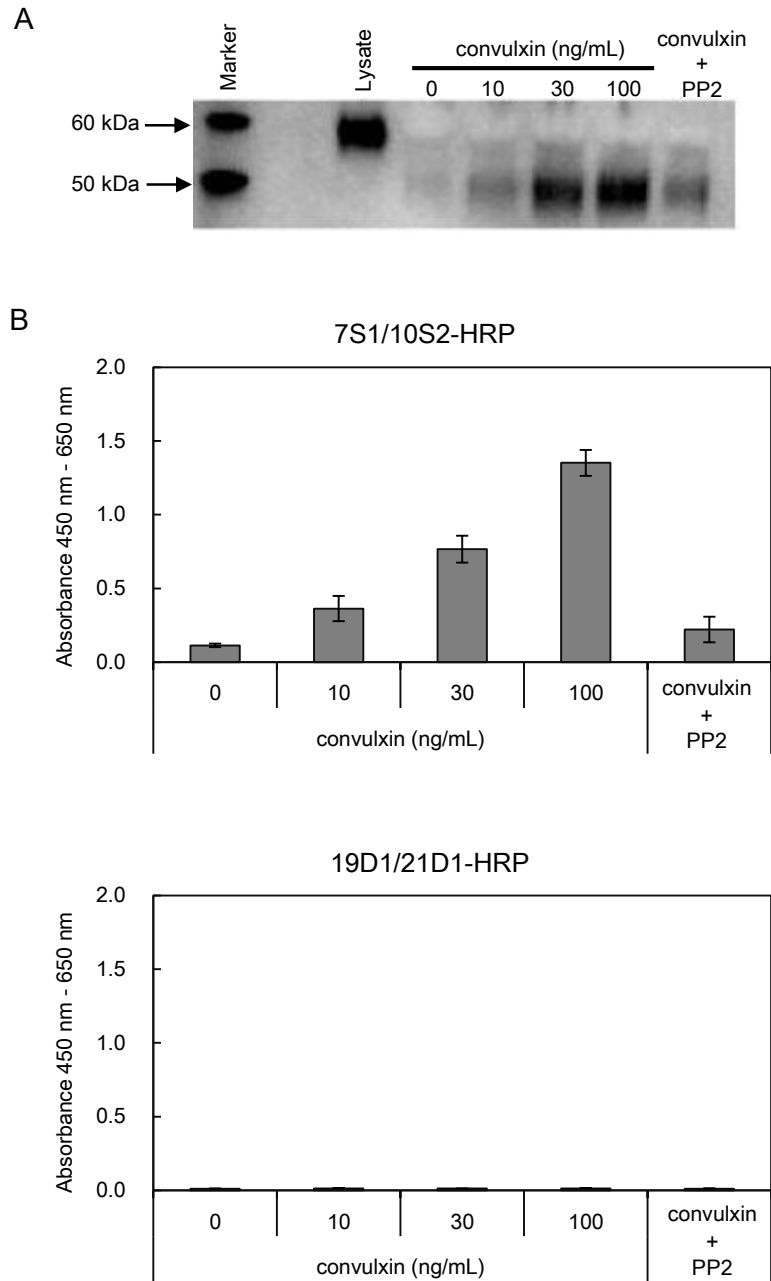 A
Marker
Lysate
convulxin (ng/mL)
0 10 30 100
convulxin
+
PP2
60 kDa
50 kDa
B
7S1/10S2-HRP
Absorbance 450 nm - 650 nm
2.0
1.5
1.0
0.5
0.0
0 10 30 100
convulxin (ng/mL)
convulxin
+
PP2
19D1/21D1-HRP
Absorbance 450 nm - 650 nm
2.0
1.5
1.0
0.5
0.0
0 10 30 100
convulxin (ng/mL)
convulxin
+
PP2